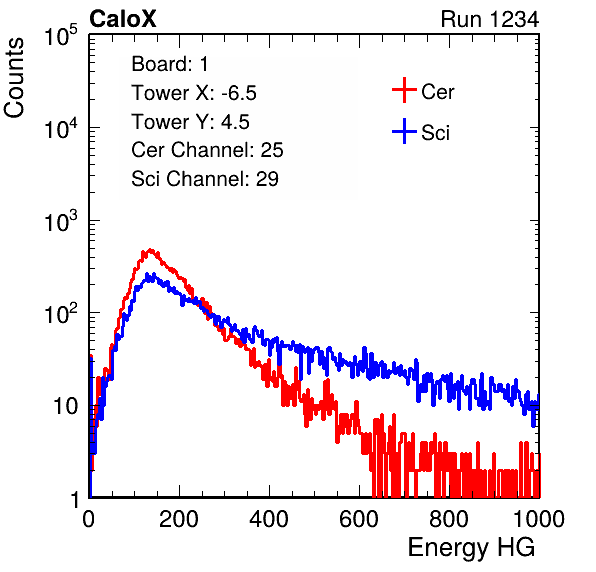 CaloX
Run 1234
Counts
10^5
10^4
10^3
10^2
10
1
Board: 1
Tower X: -6.5
Tower Y: 4.5
Cer Channel: 25
Sci Channel: 29
Cer
Sci
0 200 400 600 800 1000
Energy HG